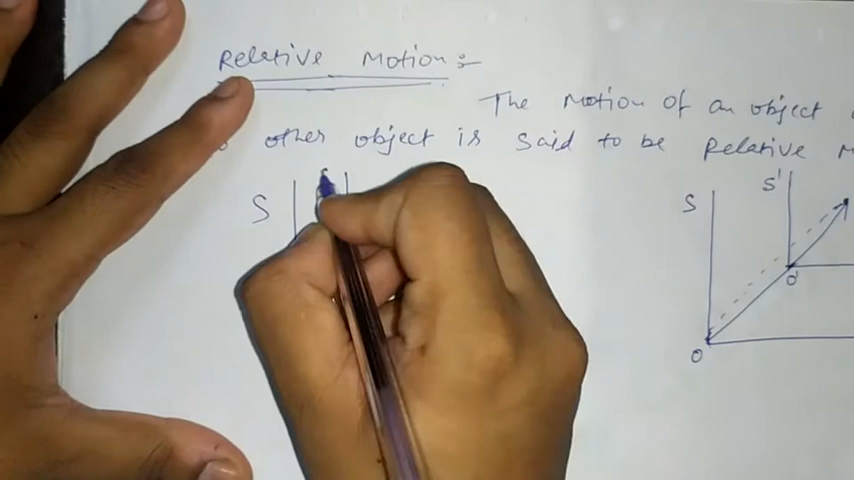 Relative Motion :-
The Motion of an object
other object is said to be Relative M
S S S S'
O'
O